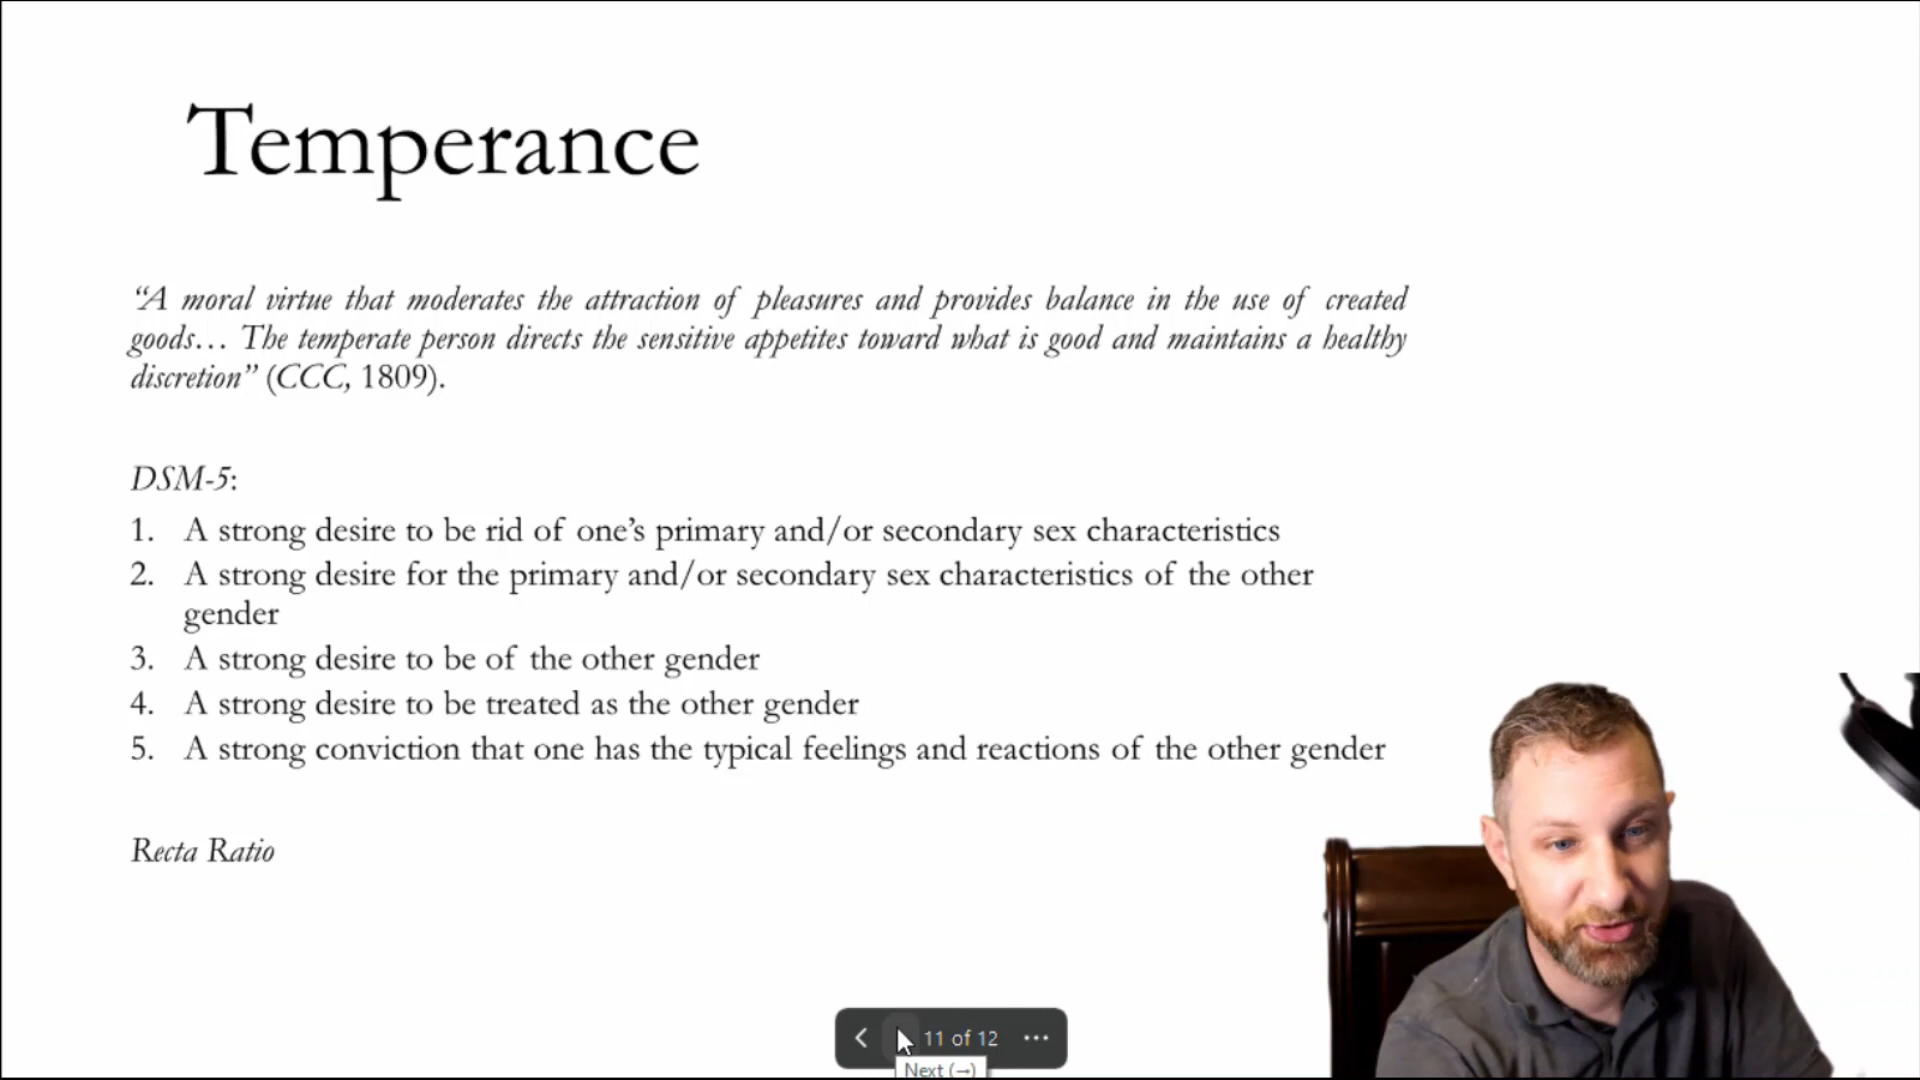 Temperance
“A moral virtue that moderates the attraction of pleasures and provides balance in the use of created
goods… The temperate person directs the sensitive appetites toward what is good and maintains a healthy
discretion” (CCC, 1809).
DSM-5:
1. A strong desire to be rid of one’s primary and/or secondary sex characteristics
2. A strong desire for the primary and/or secondary sex characteristics of the other
gender
3. A strong desire to be of the other gender
4. A strong desire to be treated as the other gender
5. A strong conviction that one has the typical feelings and reactions of the other gender
Recta Ratio
11 of 12
Next (→)